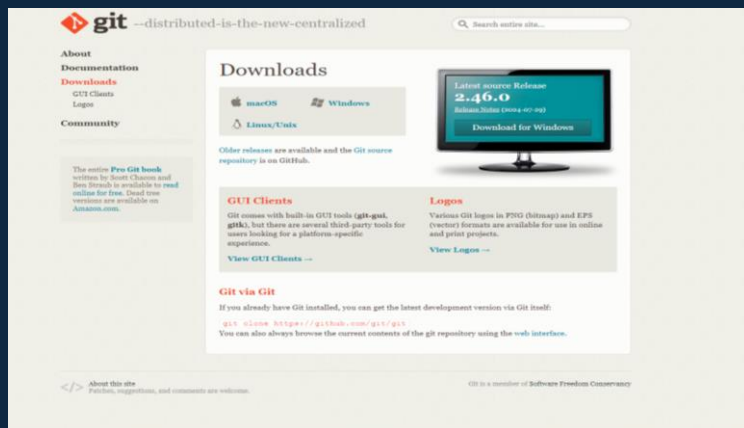 git --distributed-is-the-new-centralized
Search entire site...
About
Documentation
Downloads
GUI Clients
Logos
Community
The entire Pro Git book
written by Scott Chacon and
Ben Straub is available to read
online for free. Dead tree
versions are available on
Amazon.com.
Downloads
macOS
Windows
Linux/Unix
Older releases are available and the Git source
repository is on GitHub.
Latest source Release
2.46.0
Release Notes (2024-07-29)
Download for Windows
GUI Clients
Git comes with built-in GUI tools (git-gui,
gitk), but there are several third-party tools for
users looking for a platform-specific
experience.
View GUI Clients →
Logos
Various Git logos in PNG (bitmap) and EPS
(vector) formats are available for use in online
and print projects.
View Logos →
Git via Git
If you already have Git installed, you can get the latest development version via Git itself:
git clone https://github.com/git/git
You can also always browse the current contents of the git repository using the web interface.
</> About this site
Patches, suggestions, and comments are welcome.
Git is a member of Software Freedom Conservancy